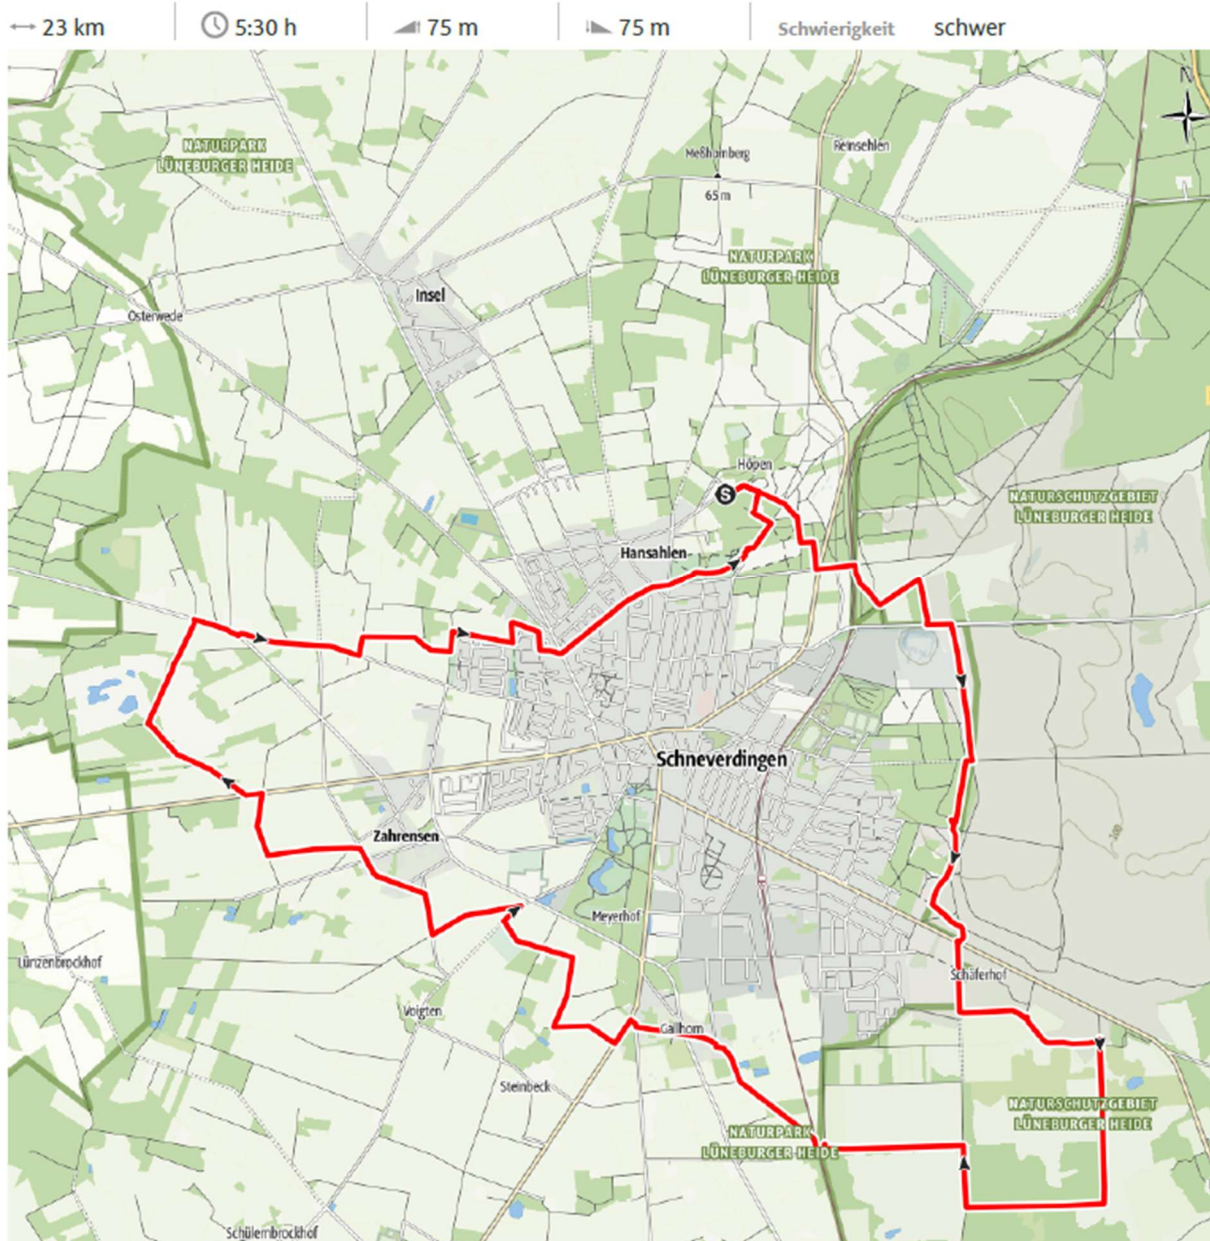 23 km
5:30 h
75 m
75 m
Schwierigkeit
schwer
N
NATURPARK
LÜNEBURGER HEIDE
Meßhornberg
65 m
Reinsehlen
NATURPARK
LÜNEBURGER HEIDE
Insel
Osterwede
Höpen
S
NATURSCHUTZGEBIET
LÜNEBURGER HEIDE
Hansahlen
Schneverdingen
Zahrensen
100
Meyerhof
Lünzenbrockhof
Schäferhof
Voigten
Gallhorn
Steinbeck
NATURSCHUTZGEBIET
LÜNEBURGER HEIDE
NATURPARK
LÜNEBURGER HEIDE
Schülernbrockhof